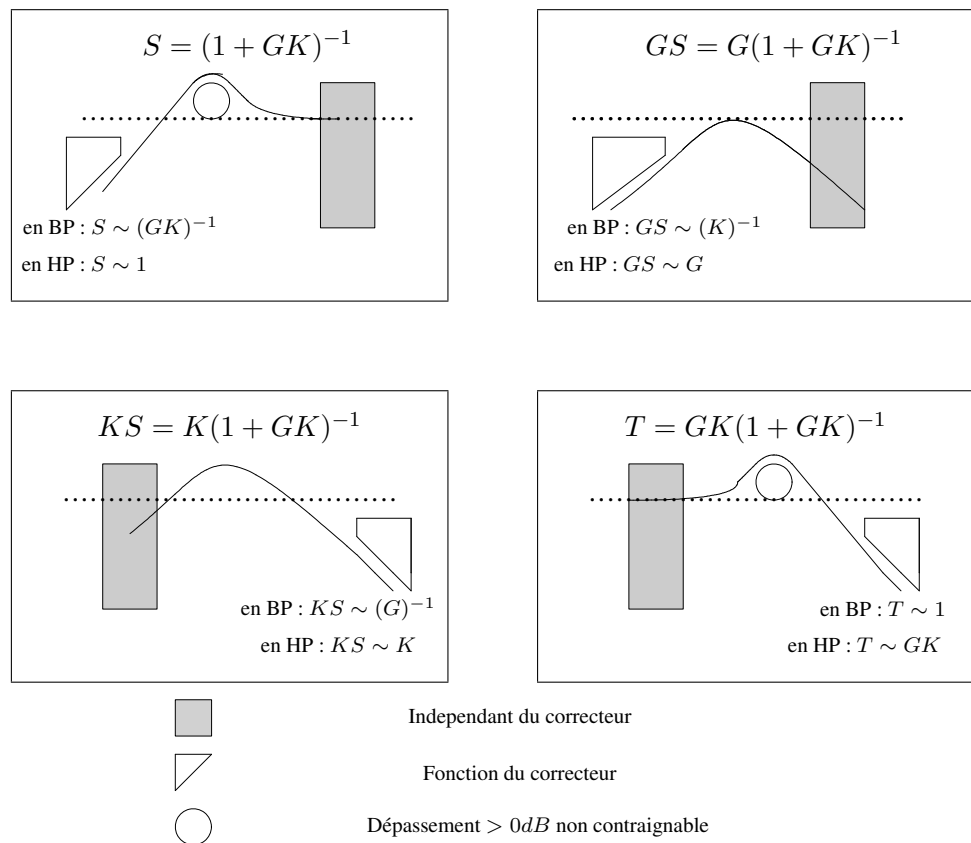 S = (1 + GK)⁻¹
en BP : S ∼ (GK)⁻¹
en HP : S ∼ 1
GS = G(1 + GK)⁻¹
en BP : GS ∼ (K)⁻¹
en HP : GS ∼ G
KS = K(1 + GK)⁻¹
en BP : KS ∼ (G)⁻¹
en HP : KS ∼ K
T = GK(1 + GK)⁻¹
en BP : T ∼ 1
en HP : T ∼ GK
Independant du correcteur
Fonction du correcteur
Dépassement > 0dB non contraignable